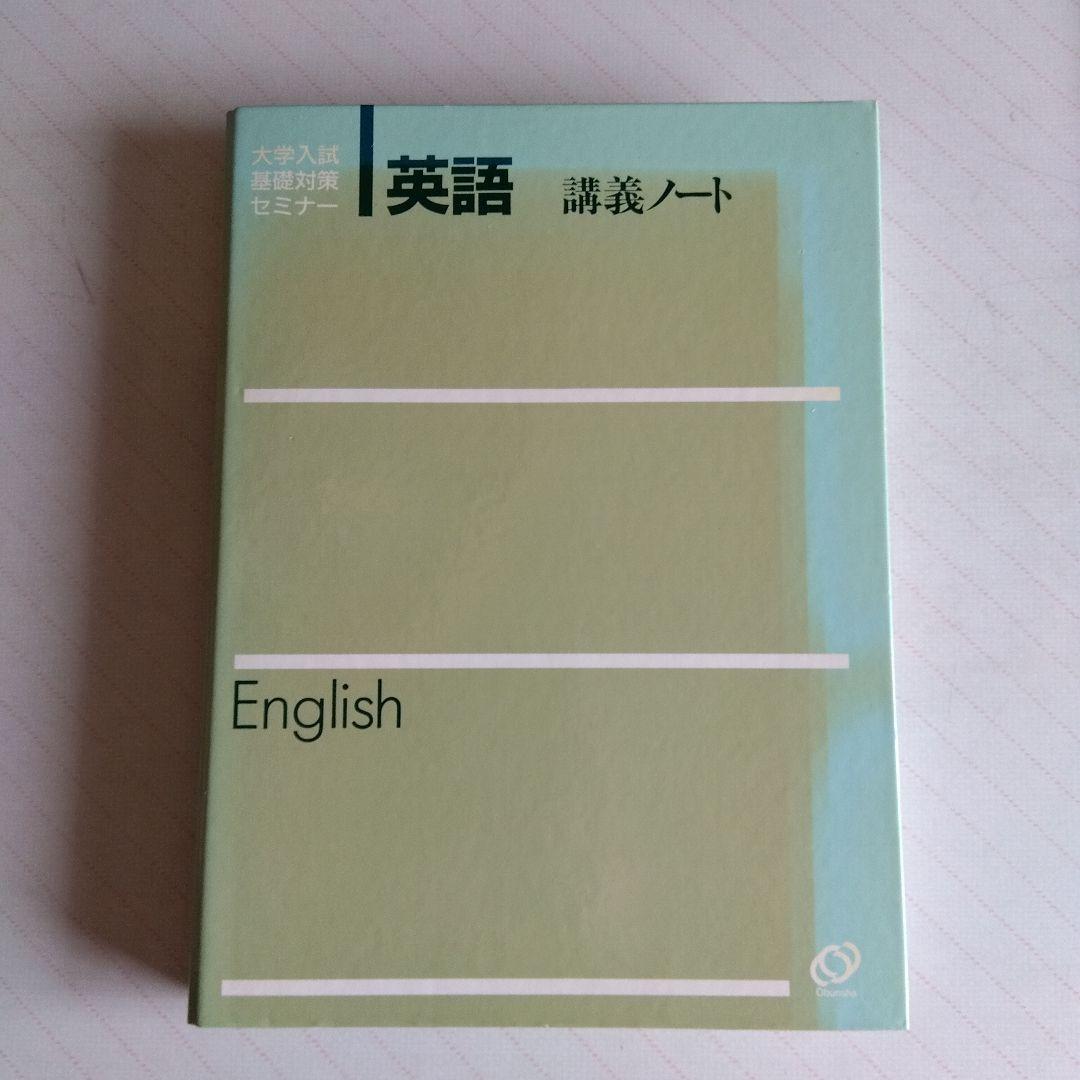 大学入試
基礎対策
セミナー
英語 講義ノート
English
Obunsha